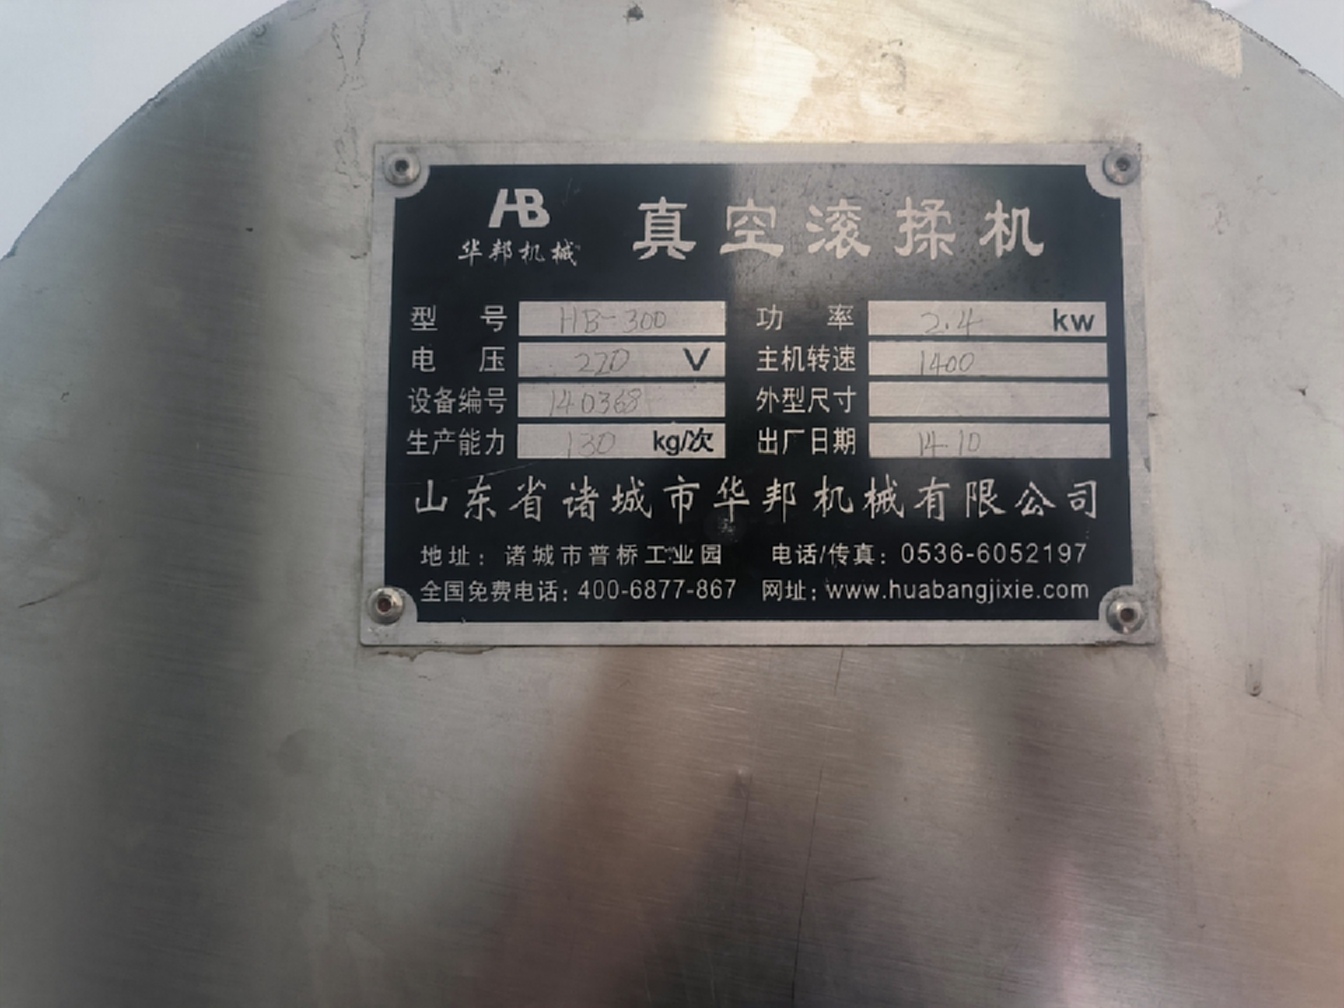 HB
华邦机械
真空滚揉机
型号 HB-300 功率 2.4 kw
电压 220 V 主机转速 1400
设备编号 140368 外型尺寸
生产能力 130 kg/次 出厂日期 14.10
山东省诸城市华邦机械有限公司
地址：诸城市普桥工业园 电话/传真：0536-6052197
全国免费电话：400-6877-867 网址：www.huabangjixie.com